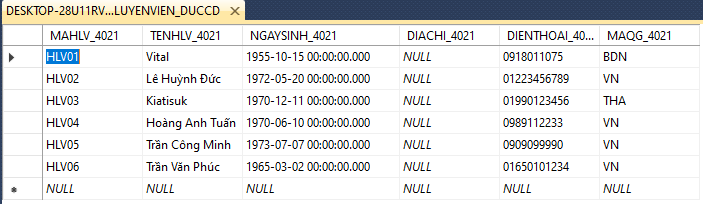 DESKTOP-28U11RV...LUYENVIEN_DUCCD
MAHLV_4021 TENHLV_4021 NGAYSINH_4021 DIACHI_4021 DIENTHOAI_40... MAQG_4021
HLV01 Vital 1955-10-15 00:00:00.000 NULL 0918011075 BDN
HLV02 Lê Huỳnh Đức 1972-05-20 00:00:00.000 NULL 01223456789 VN
HLV03 Kiatisuk 1970-12-11 00:00:00.000 NULL 01990123456 THA
HLV04 Hoàng Anh Tuấn 1970-06-10 00:00:00.000 NULL 0989112233 VN
HLV05 Trần Công Minh 1973-07-07 00:00:00.000 NULL 0909099990 VN
HLV06 Trần Văn Phúc 1965-03-02 00:00:00.000 NULL 01650101234 VN
NULL NULL NULL NULL NULL NULL